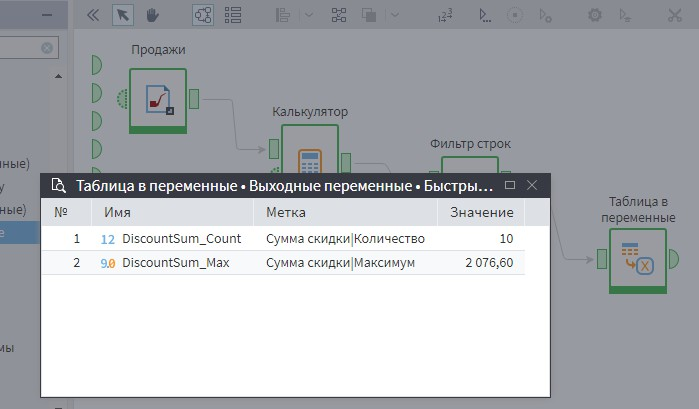 Продажи
Калькулятор
Фильтр строк
Таблица в
переменные
нные)
у
ные)
е
мы
Таблица в переменные • Выходные переменные • Быстры...
№ Имя Метка Значение
1 12 DiscountSum_Count Сумма скидки|Количество 10
2 9.0 DiscountSum_Max Сумма скидки|Максимум 2 076,60